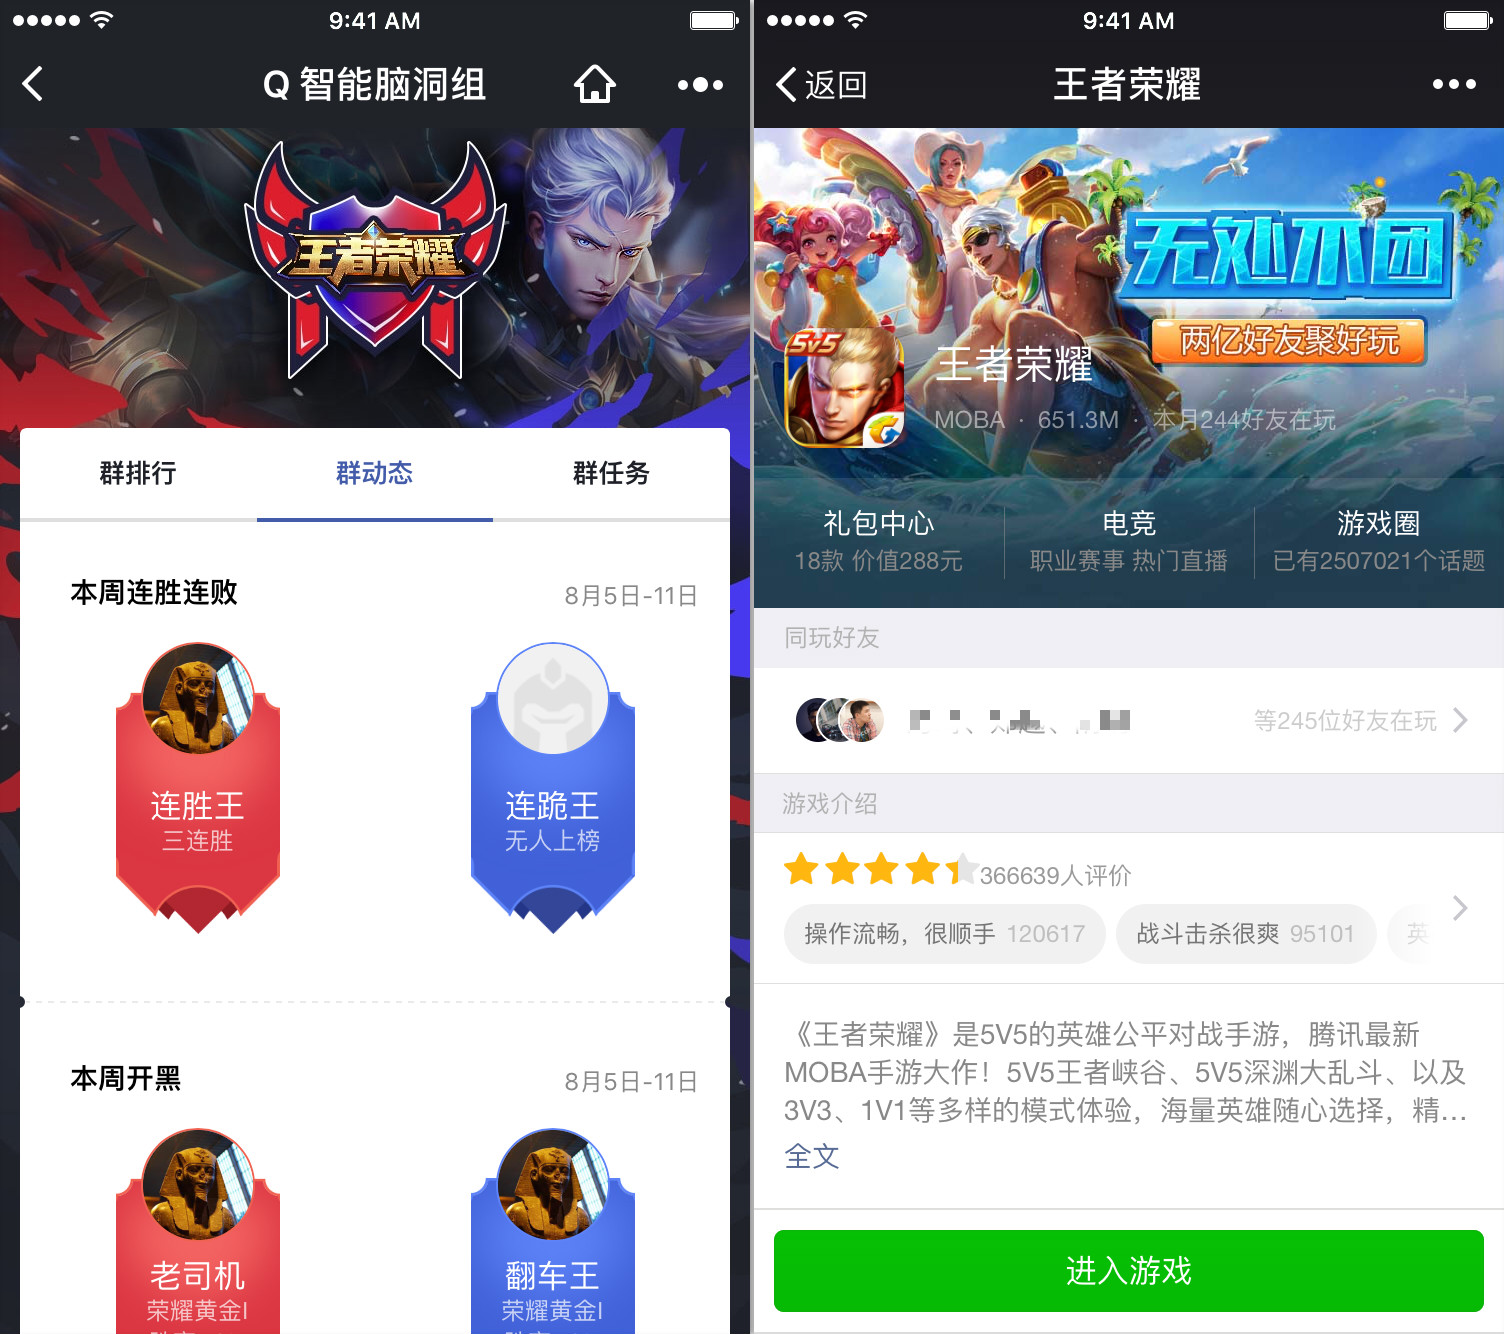 9:41 AM
Q 智能脑洞组
王者荣耀
群排行
群动态
群任务
本周连胜连败
8月5日-11日
连胜王
三连胜
连跪王
无人上榜
本周开黑
8月5日-11日
老司机
荣耀黄金I
翻车王
荣耀黄金I
9:41 AM
返回
王者荣耀
无处不团
两亿好友聚好玩
5v5
王者荣耀
MOBA · 651.3M · 本月244好友在玩
礼包中心
18款 价值288元
电竞
职业赛事 热门直播
游戏圈
已有2507021个话题
同玩好友
等245位好友在玩
游戏介绍
366639人评价
操作流畅，很顺手 120617
战斗击杀很爽 95101
英
《王者荣耀》是5V5的英雄公平对战手游，腾讯最新
MOBA手游大作！5V5王者峡谷、5V5深渊大乱斗、以及
3V3、1V1等多样的模式体验，海量英雄随心选择，精…
全文
进入游戏